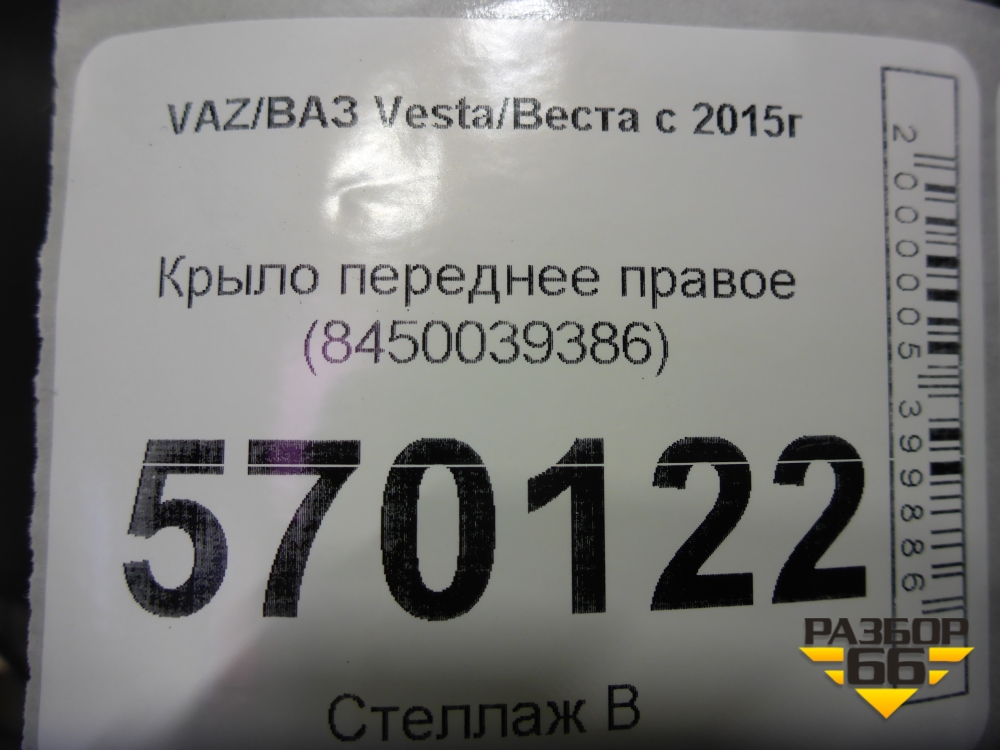 VAZ/ВАЗ Vesta/Веста с 2015г
Крыло переднее правое
(8450039386)
570122
Стеллаж В
2000005399886
РАЗБОР
66